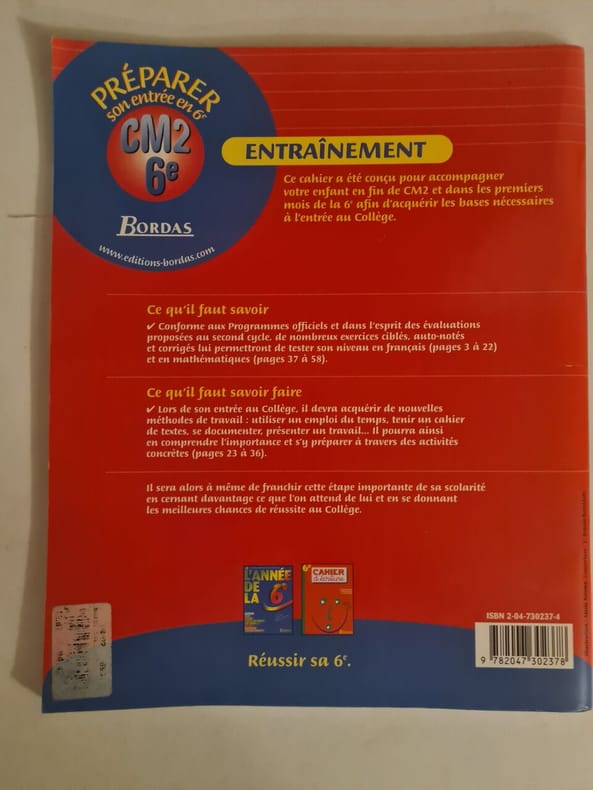 PRÉPARER
son entrée en 6e
CM2
6e
BORDAS
www.editions-bordas.com
ENTRAÎNEMENT
Ce cahier a été conçu pour accompagner
votre enfant en fin de CM2 et dans les premiers
mois de la 6e afin d'acquérir les bases nécessaires
à l'entrée au Collège.
Ce qu'il faut savoir
✔ Conforme aux Programmes officiels et dans l'esprit des évaluations
proposées au second cycle, de nombreux exercices ciblés, auto-notés
et corrigés lui permettront de tester son niveau en français (pages 3 à 22)
et en mathématiques (pages 37 à 58).
Ce qu'il faut savoir faire
✔ Lors de son entrée au Collège, il devra acquérir de nouvelles
méthodes de travail : utiliser un emploi du temps, tenir un cahier
de textes, se documenter, présenter un travail... Il pourra ainsi
en comprendre l'importance et s'y préparer à travers des activités
concrètes (pages 23 à 36).
Il sera alors à même de franchir cette étape importante de sa scolarité
en cernant davantage ce que l'on attend de lui et en se donnant
les meilleures chances de réussite au Collège.
L'ANNÉE
DE LA 6e
6e
CAHIER
d'écriture
Réussir sa 6e.
ISBN 2-04-730237-4
9 782047 302378